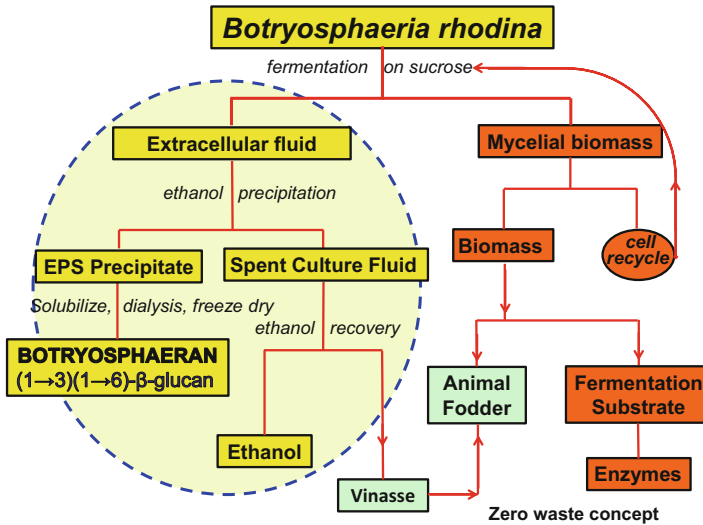 Botryosphaeria rhodina
fermentation on sucrose
Extracellular fluid
Mycelial biomass
ethanol precipitation
Biomass
cell
recycle
EPS Precipitate
Spent Culture Fluid
Solubilize, dialysis, freeze dry
ethanol recovery
BOTRYOSPHAERAN
(1→3)(1→6)-β-glucan
Animal
Fodder
Fermentation
Substrate
Ethanol
Enzymes
Vinasse
Zero waste concept